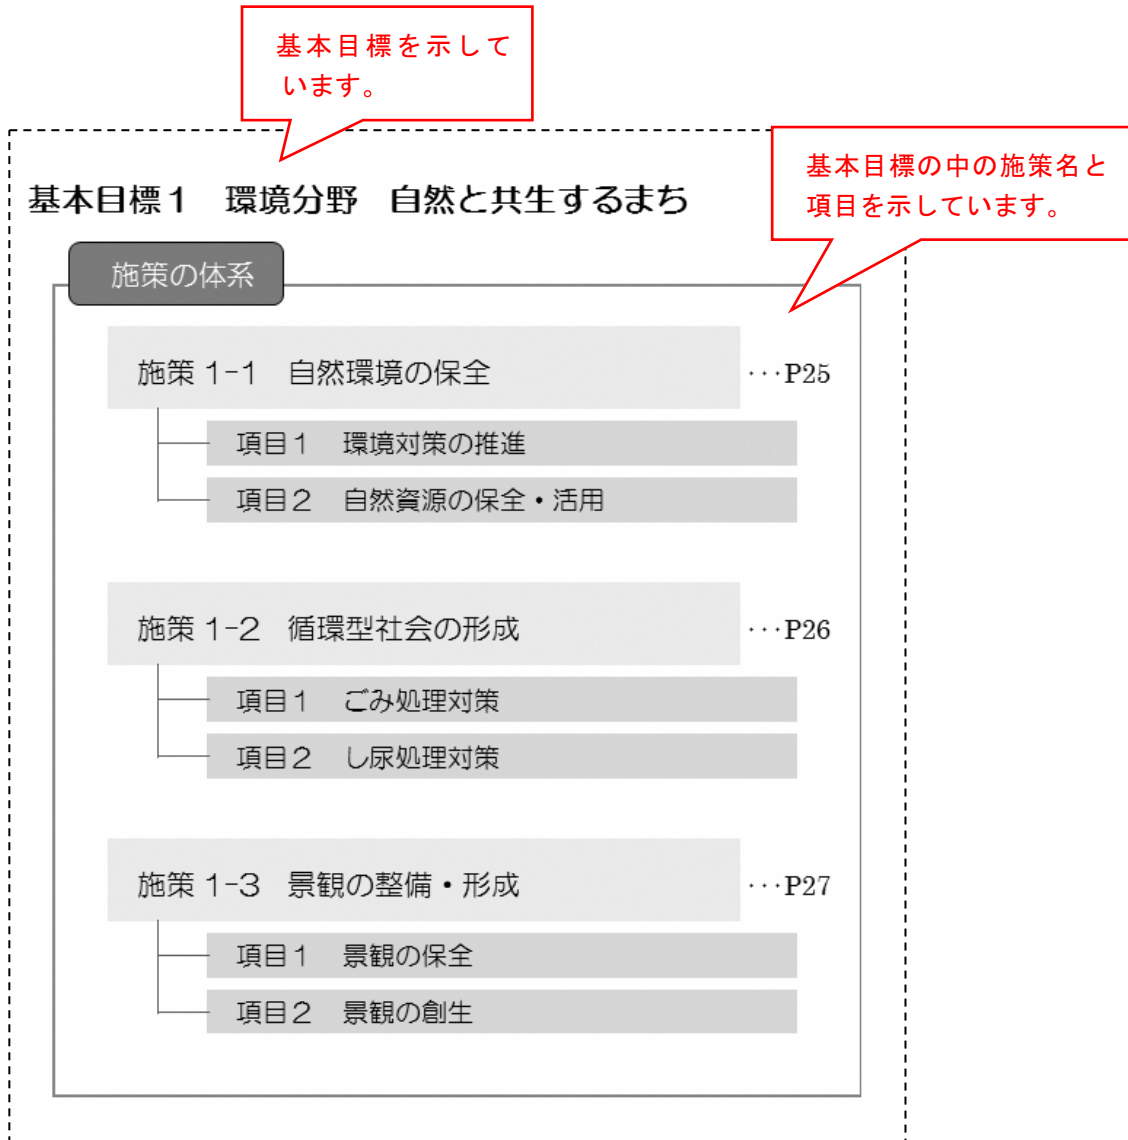 基本目標を示して
います。
基本目標の中の施策名と
項目を示しています。
基本目標１　環境分野　自然と共生するまち
施策の体系
施策 1-1　自然環境の保全　…P25
項目１　環境対策の推進
項目２　自然資源の保全・活用
施策 1-2　循環型社会の形成　…P26
項目１　ごみ処理対策
項目２　し尿処理対策
施策 1-3　景観の整備・形成　…P27
項目１　景観の保全
項目２　景観の創生